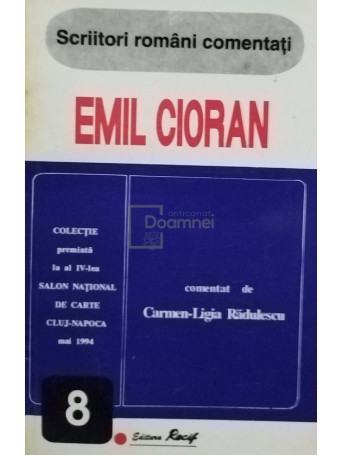 Scriitori români comentați
EMIL CIORAN
anticariat
Doamnei
COLECȚIE
premiată
la al IV-lea
SALON NAȚIONAL
DE CARTE
CLUJ-NAPOCA
mai 1994
comentat de
Carmen-Ligia Rădulescu
8
Editura Recif